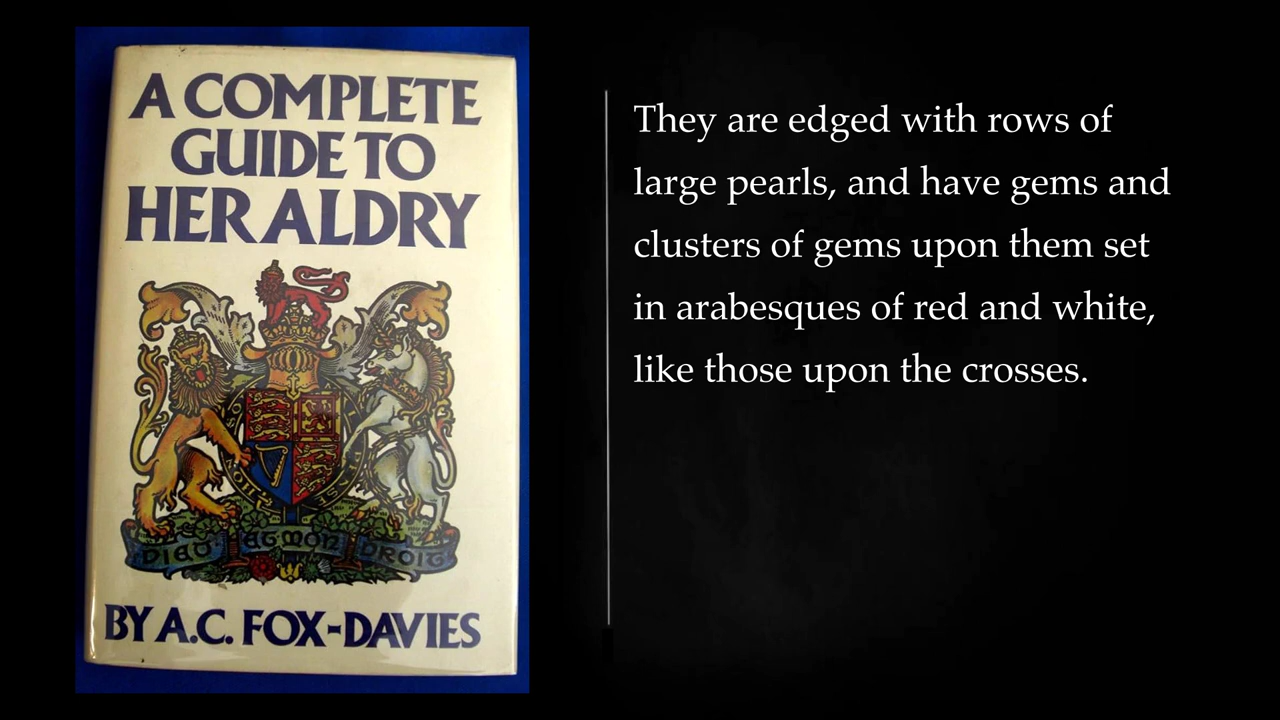 A COMPLETE
GUIDE TO
HERALDRY
DIEU ET MON DROIT
BY A.C. FOX-DAVIES
They are edged with rows of
large pearls, and have gems and
clusters of gems upon them set
in arabesques of red and white,
like those upon the crosses.